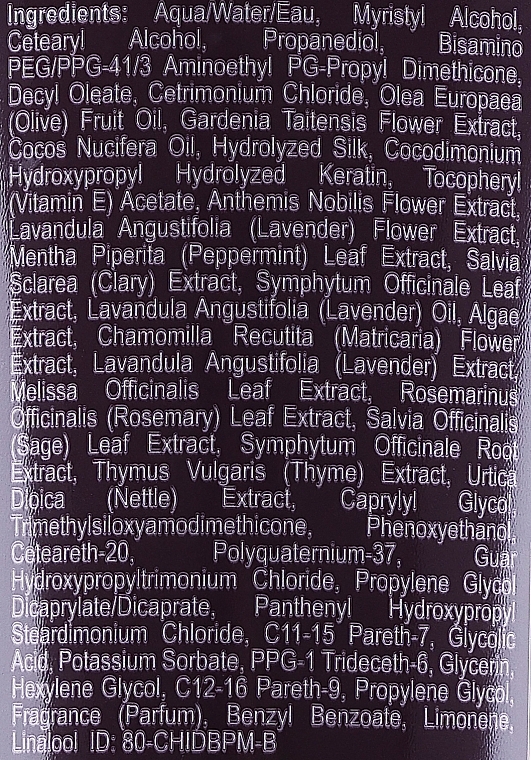 Ingredients: Aqua/Water/Eau, Myristyl Alcohol,
Cetearyl Alcohol, Propanediol, Bisamino
PEG/PPG-41/3 Aminoethyl PG-Propyl Dimethicone,
Decyl Oleate, Cetrimonium Chloride, Olea Europaea
(Olive) Fruit Oil, Gardenia Taitensis Flower Extract,
Cocos Nucifera Oil, Hydrolyzed Silk, Cocodimonium
Hydroxypropyl Hydrolyzed Keratin, Tocopheryl
(Vitamin E) Acetate, Anthemis Nobilis Flower Extract,
Lavandula Angustifolia (Lavender) Flower Extract,
Mentha Piperita (Peppermint) Leaf Extract, Salvia
Sclarea (Clary) Extract, Symphytum Officinale Leaf
Extract, Lavandula Angustifolia (Lavender) Oil, Algae
Extract, Chamomilla Recutita (Matricaria) Flower
Extract, Lavandula Angustifolia (Lavender) Extract,
Melissa Officinalis Leaf Extract, Rosemarinus
Officinalis (Rosemary) Leaf Extract, Salvia Officinalis
(Sage) Leaf Extract, Symphytum Officinale Root
Extract, Thymus Vulgaris (Thyme) Extract, Urtica
Dioica (Nettle) Extract, Caprylyl Glycol,
Trimethylsiloxyamodimethicone, Phenoxyethanol,
Ceteareth-20, Polyquaternium-37, Guar
Hydroxypropyltrimonium Chloride, Propylene Glycol
Dicaprylate/Dicaprate, Panthenyl Hydroxypropyl
Steardimonium Chloride, C11-15 Pareth-7, Glycolic
Acid, Potassium Sorbate, PPG-1 Trideceth-6, Glycerin,
Hexylene Glycol, C12-16 Pareth-9, Propylene Glycol,
Fragrance (Parfum), Benzyl Benzoate, Limonene,
Linalool ID: 80-CHIDBPM-B